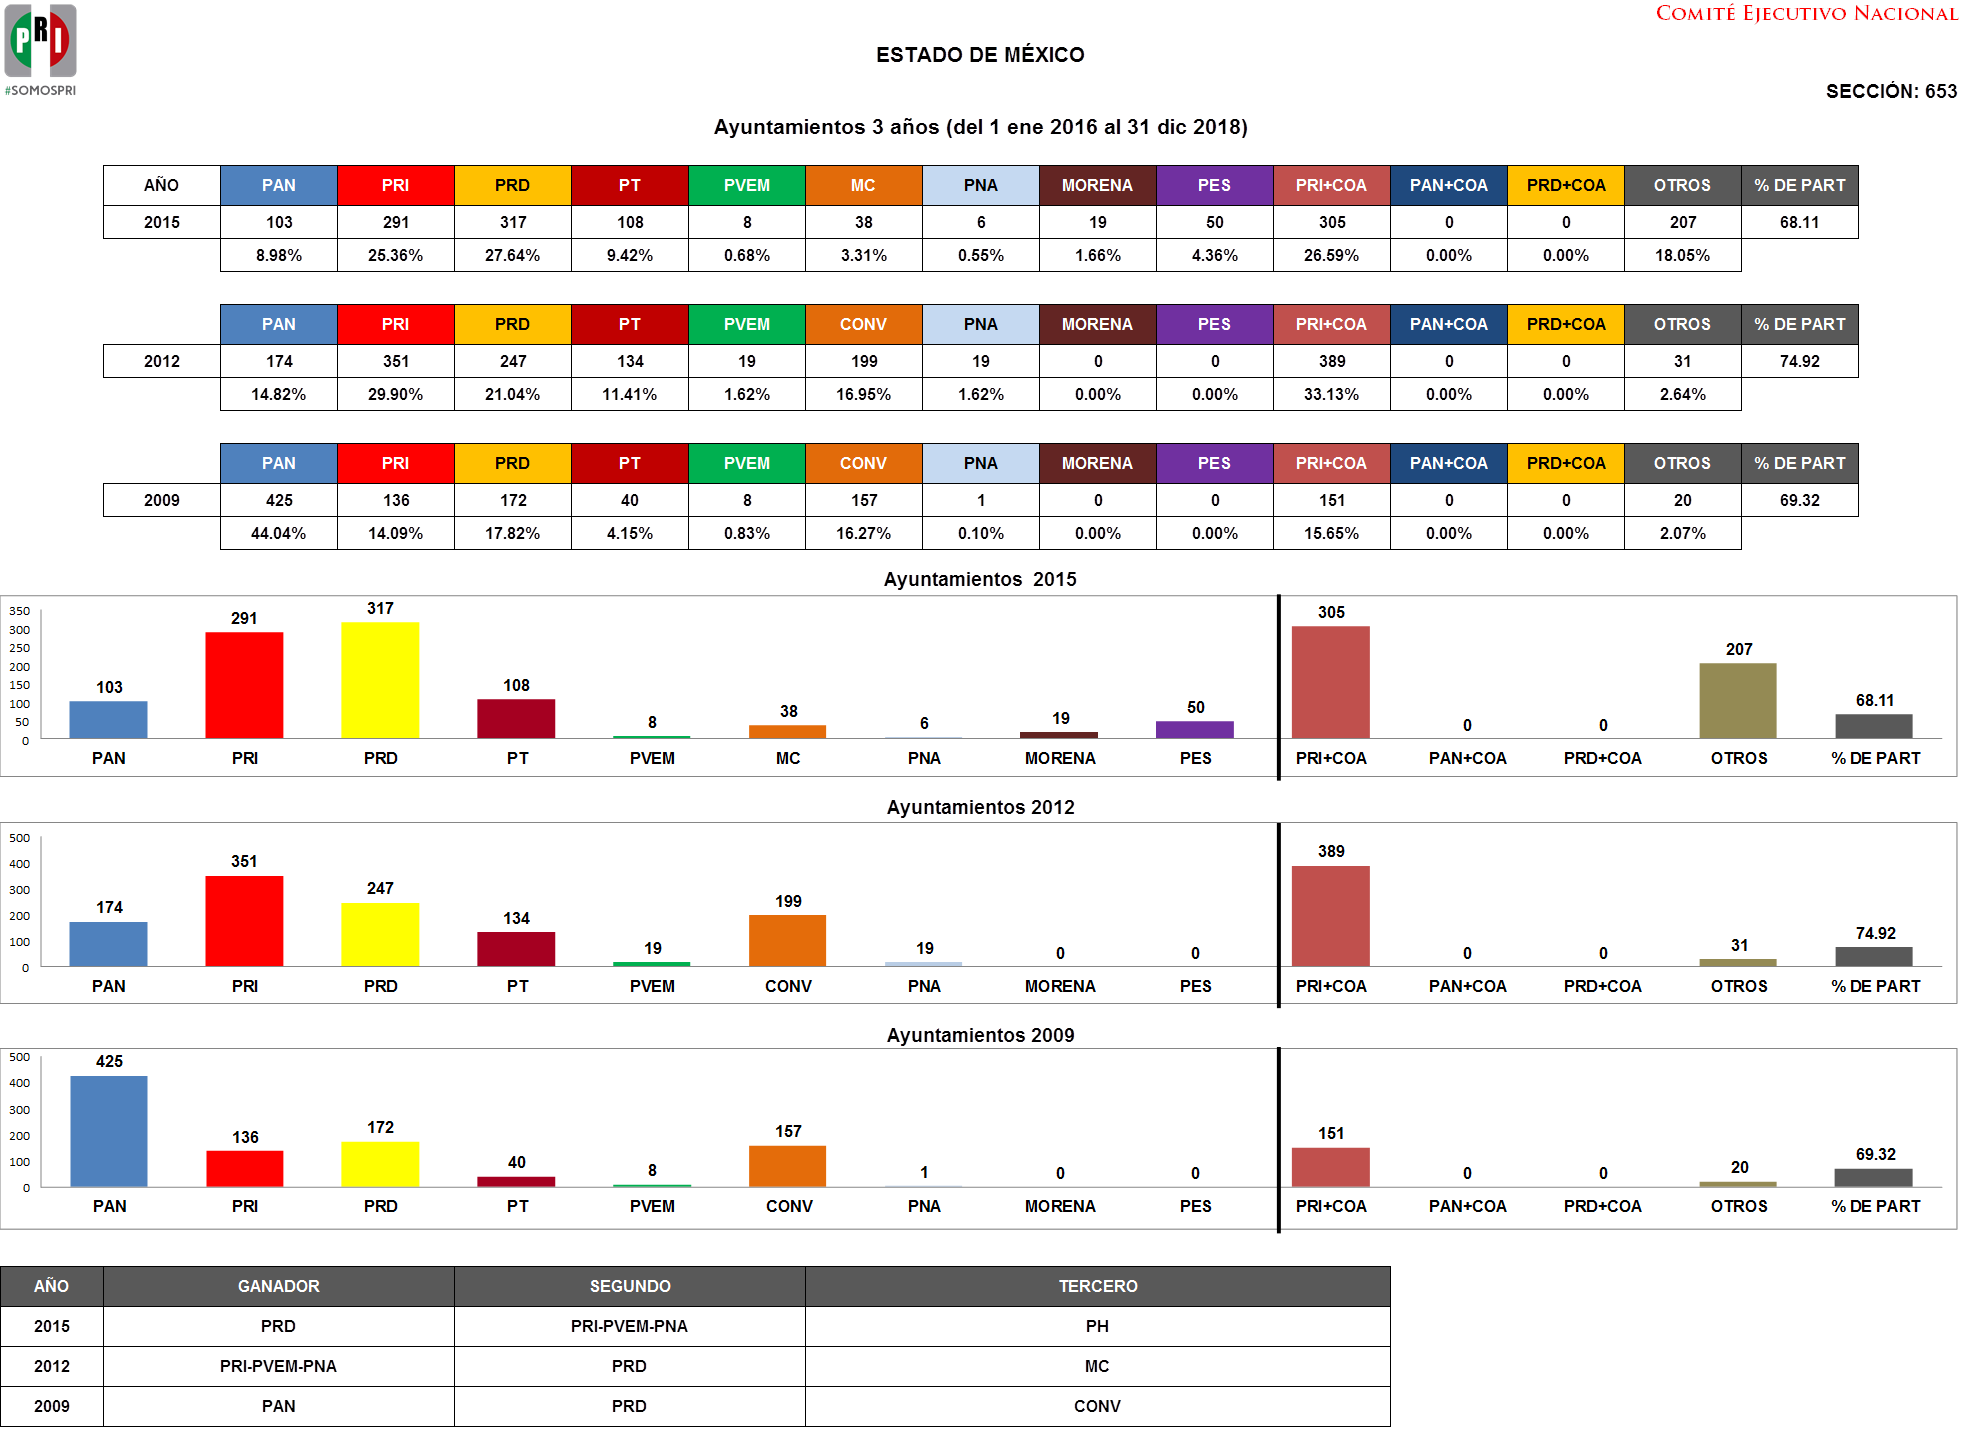 PRI
#SOMOSPRI
COMITÉ EJECUTIVO NACIONAL
ESTADO DE MÉXICO
SECCIÓN: 653
Ayuntamientos 3 años (del 1 ene 2016 al 31 dic 2018)
AÑO PAN PRI PRD PT PVEM MC PNA MORENA PES PRI+COA PAN+COA PRD+COA OTROS % DE PART
2015 103 291 317 108 8 38 6 19 50 305 0 0 207 68.11
8.98% 25.36% 27.64% 9.42% 0.68% 3.31% 0.55% 1.66% 4.36% 26.59% 0.00% 0.00% 18.05%
PAN PRI PRD PT PVEM CONV PNA MORENA PES PRI+COA PAN+COA PRD+COA OTROS % DE PART
2012 174 351 247 134 19 199 19 0 0 389 0 0 31 74.92
14.82% 29.90% 21.04% 11.41% 1.62% 16.95% 1.62% 0.00% 0.00% 33.13% 0.00% 0.00% 2.64%
PAN PRI PRD PT PVEM CONV PNA MORENA PES PRI+COA PAN+COA PRD+COA OTROS % DE PART
2009 425 136 172 40 8 157 1 0 0 151 0 0 20 69.32
44.04% 14.09% 17.82% 4.15% 0.83% 16.27% 0.10% 0.00% 0.00% 15.65% 0.00% 0.00% 2.07%
Ayuntamientos 2015
350
300
250
200
150
100
50
0
103 291 317 108 8 38 6 19 50 305 0 0 207 68.11
PAN PRI PRD PT PVEM MC PNA MORENA PES PRI+COA PAN+COA PRD+COA OTROS % DE PART
Ayuntamientos 2012
500
400
300
200
100
0
174 351 247 134 19 199 19 0 0 389 0 0 31 74.92
PAN PRI PRD PT PVEM CONV PNA MORENA PES PRI+COA PAN+COA PRD+COA OTROS % DE PART
Ayuntamientos 2009
500
400
300
200
100
0
425 136 172 40 8 157 1 0 0 151 0 0 20 69.32
PAN PRI PRD PT PVEM CONV PNA MORENA PES PRI+COA PAN+COA PRD+COA OTROS % DE PART
AÑO GANADOR SEGUNDO TERCERO
2015 PRD PRI-PVEM-PNA PH
2012 PRI-PVEM-PNA PRD MC
2009 PAN PRD CONV